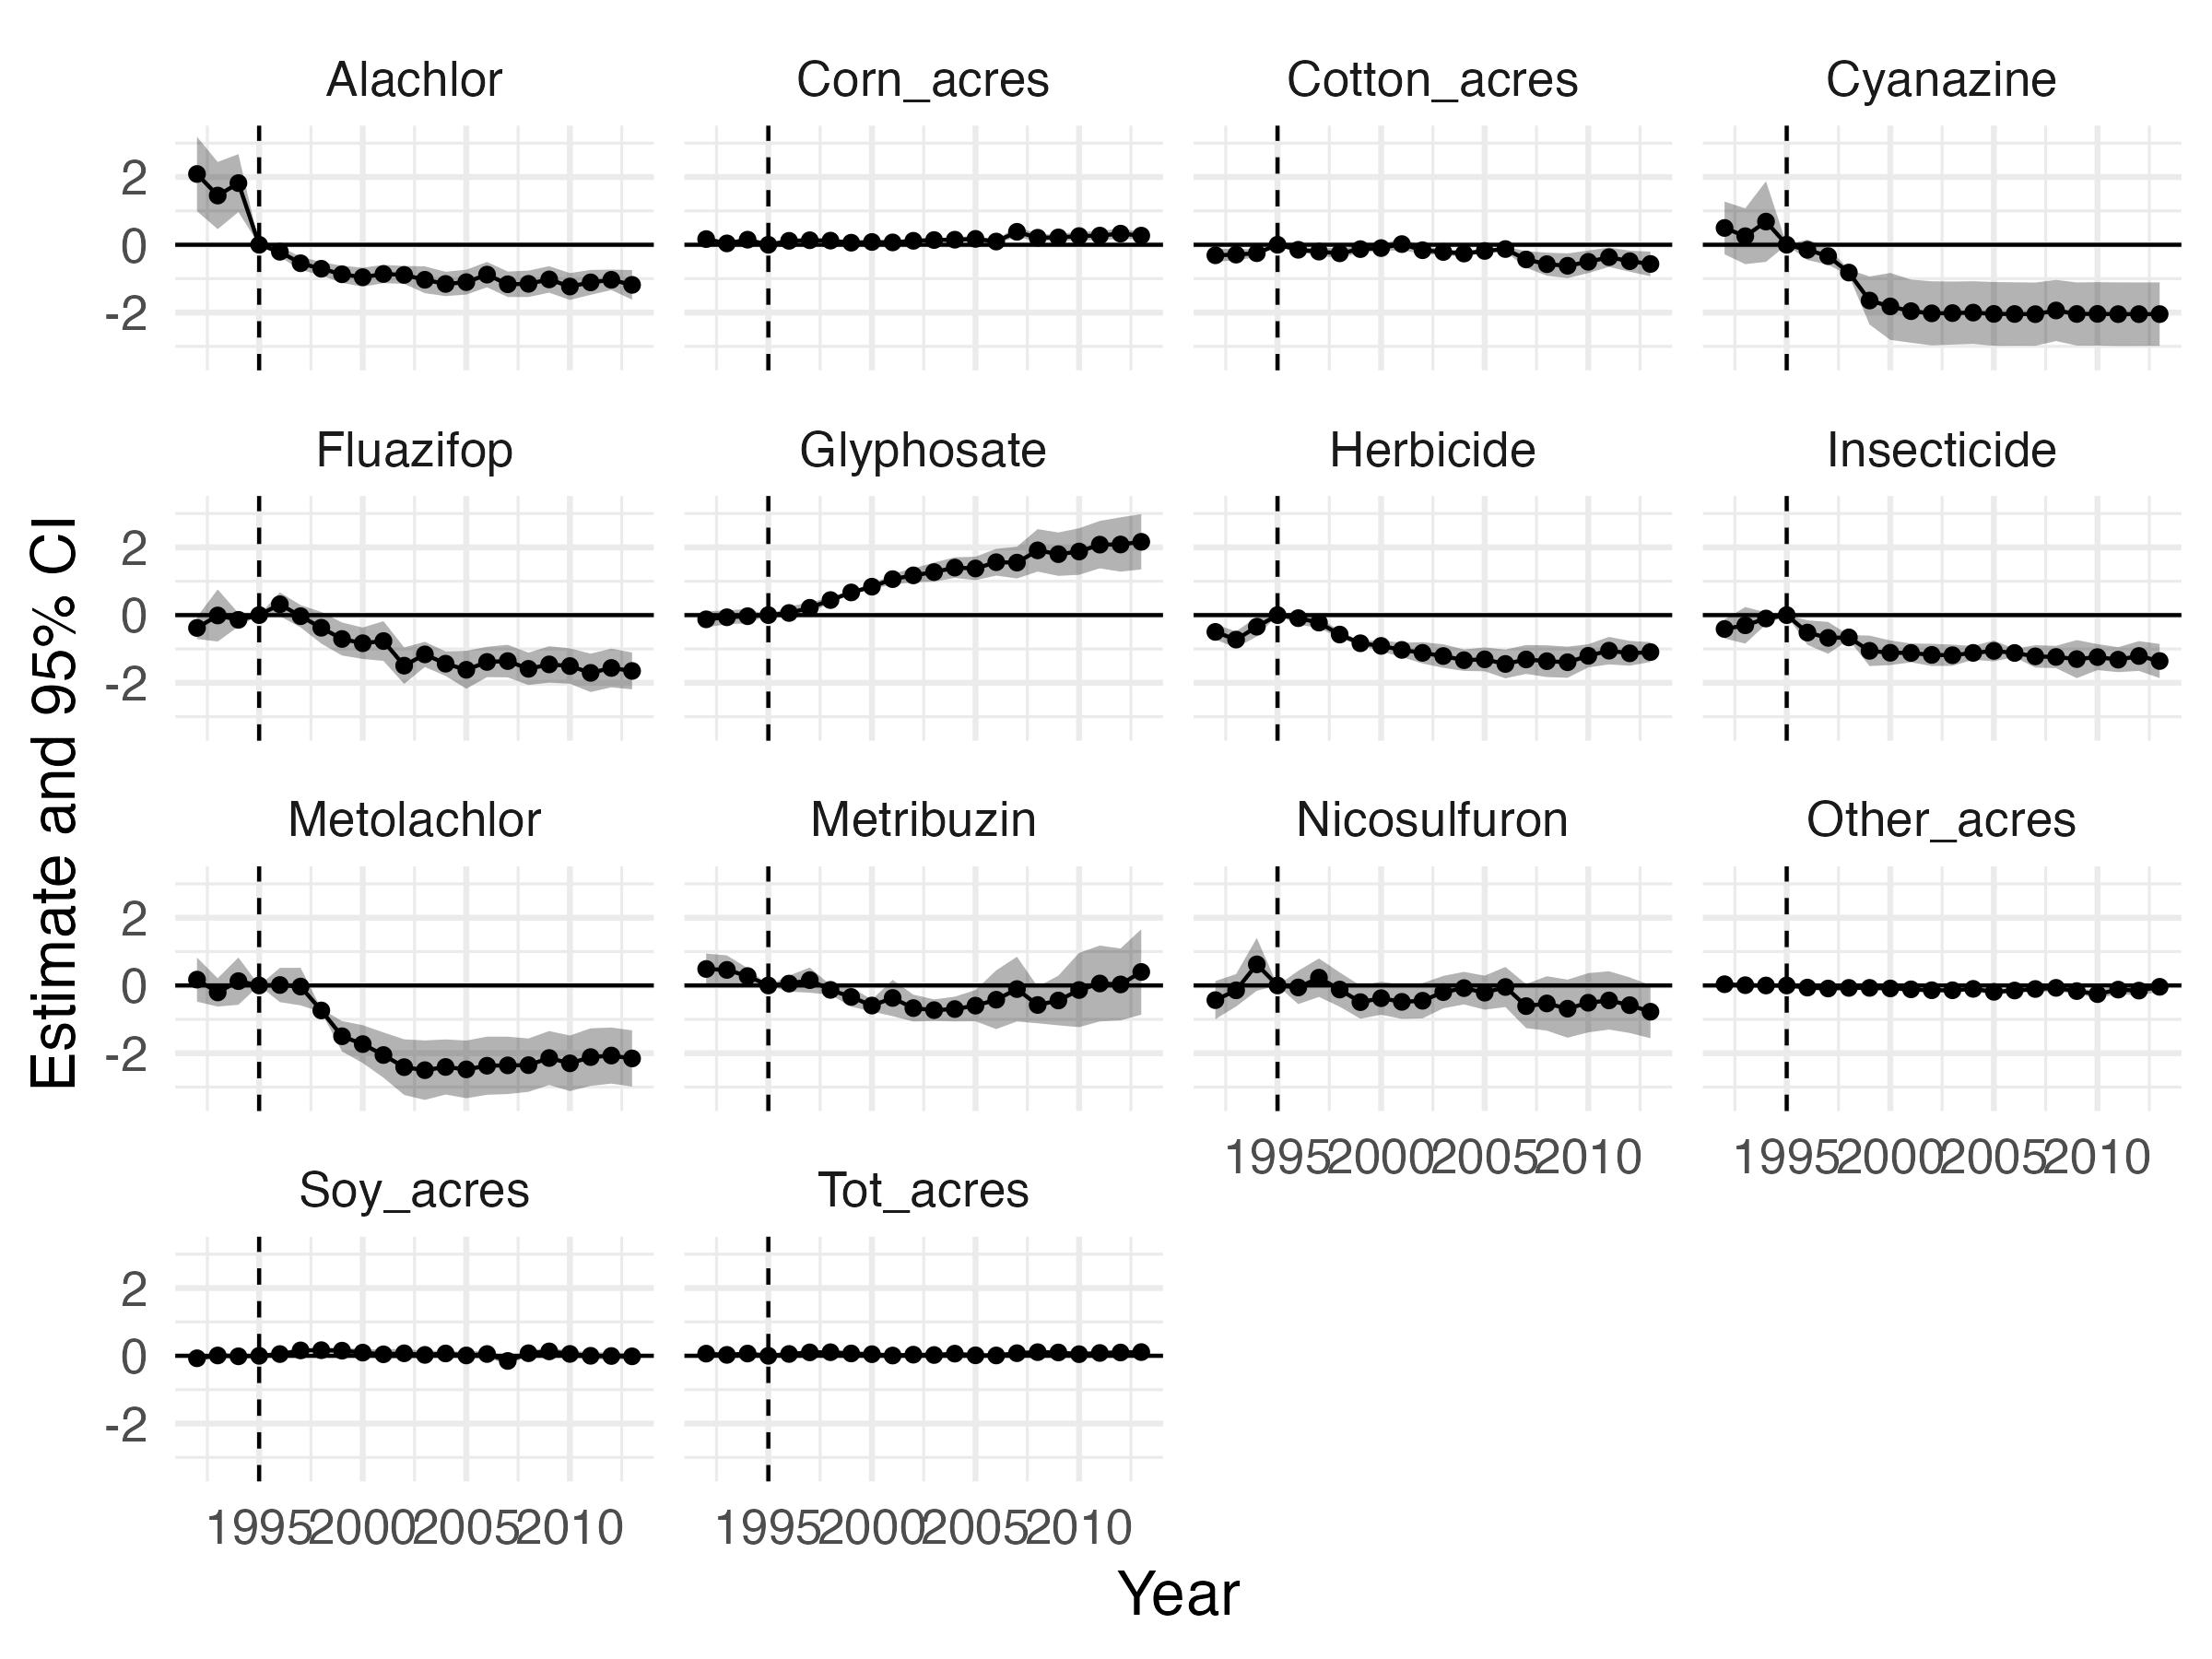 Alachlor Corn_acres Cotton_acres Cyanazine
2
0
-2
Fluazifop Glyphosate Herbicide Insecticide
2
0
-2
Metolachlor Metribuzin Nicosulfuron Other_acres
2
0
-2
1995 2000 2005 2010 1995 2000 2005 2010
Soy_acres Tot_acres
2
0
-2
1995 2000 2005 2010 1995 2000 2005 2010
Year
Estimate and 95% CI